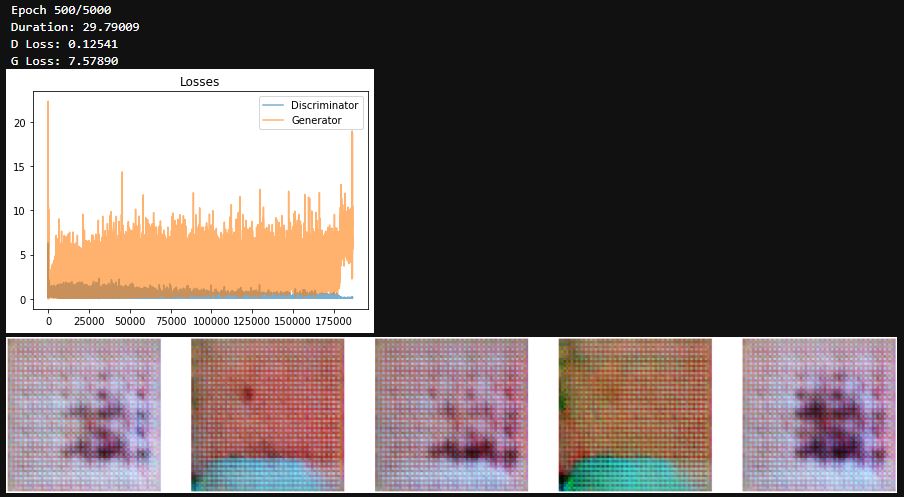 Epoch 500/5000
Duration: 29.79009
D Loss: 0.12541
G Loss: 7.57890
Losses
Discriminator
Generator
20
15
10
5
0
0 25000 50000 75000 100000 125000 150000 175000